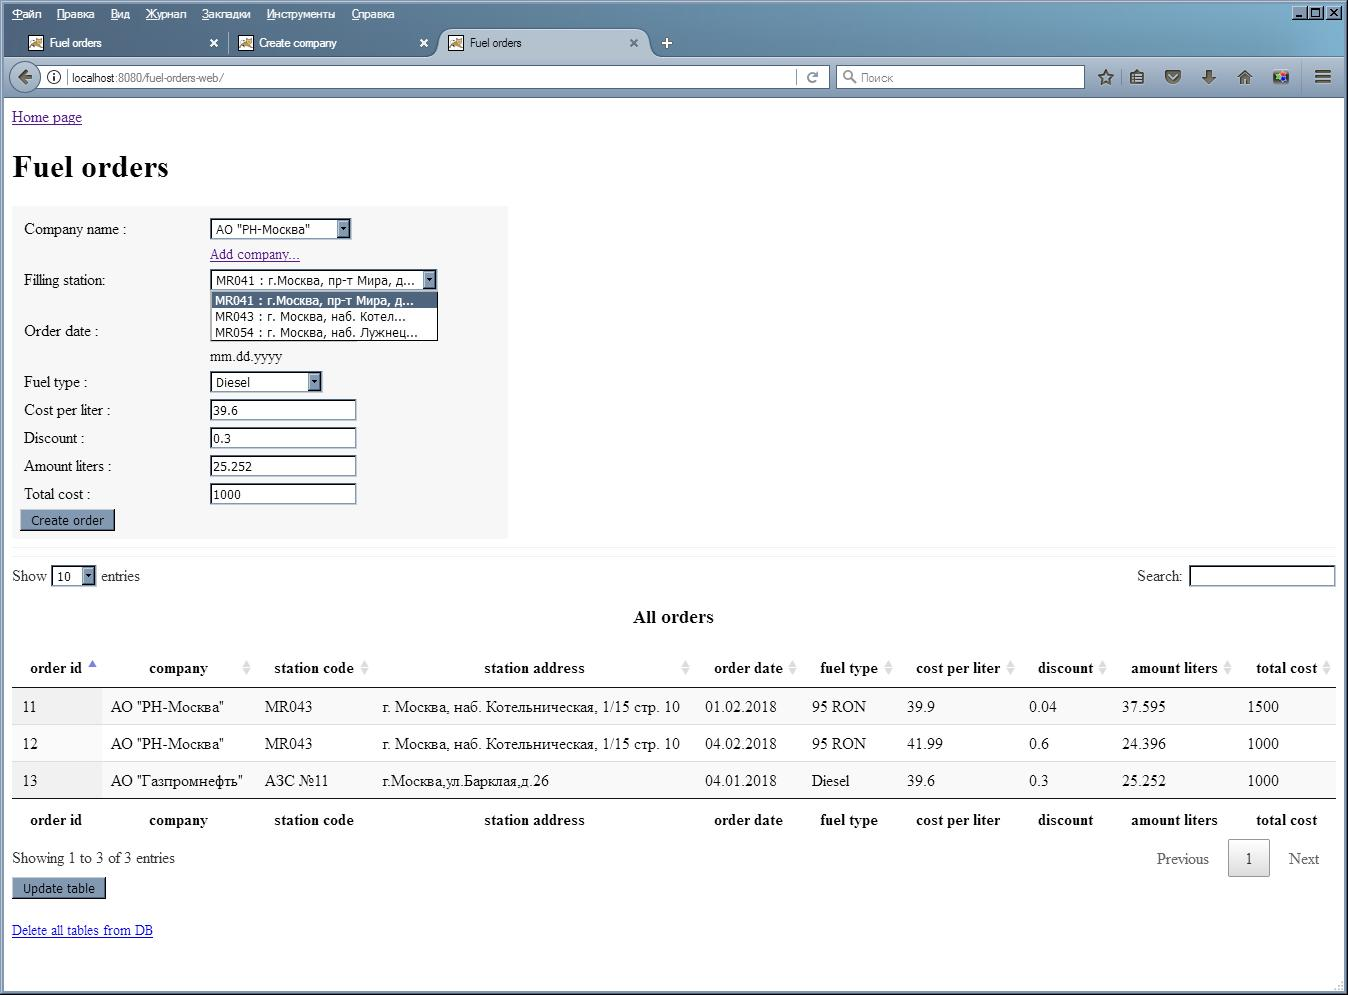 Файл Правка Вид Журнал Закладки Инструменты Справка
Fuel orders Create company Fuel orders
localhost:8080/fuel-orders-web/ Поиск
Home page
Fuel orders
Company name : АО "РН-Москва"
Add company...
Filling station: MR041 : г.Москва, пр-т Мира, д...
MR041 : г.Москва, пр-т Мира, д...
MR043 : г. Москва, наб. Котел...
Order date : MR054 : г. Москва, наб. Лужнец...
mm.dd.yyyy
Fuel type : Diesel
Cost per liter : 39.6
Discount : 0.3
Amount liters : 25.252
Total cost : 1000
Create order
Show 10 entries Search:
All orders
order id company station code station address order date fuel type cost per liter discount amount liters total cost
11 АО "РН-Москва" MR043 г. Москва, наб. Котельническая, 1/15 стр. 10 01.02.2018 95 RON 39.9 0.04 37.595 1500
12 АО "РН-Москва" MR043 г. Москва, наб. Котельническая, 1/15 стр. 10 04.02.2018 95 RON 41.99 0.6 24.396 1000
13 АО "Газпромнефть" АЗС №11 г.Москва,ул.Барклая,д.26 04.01.2018 Diesel 39.6 0.3 25.252 1000
order id company station code station address order date fuel type cost per liter discount amount liters total cost
Showing 1 to 3 of 3 entries Previous 1 Next
Update table
Delete all tables from DB